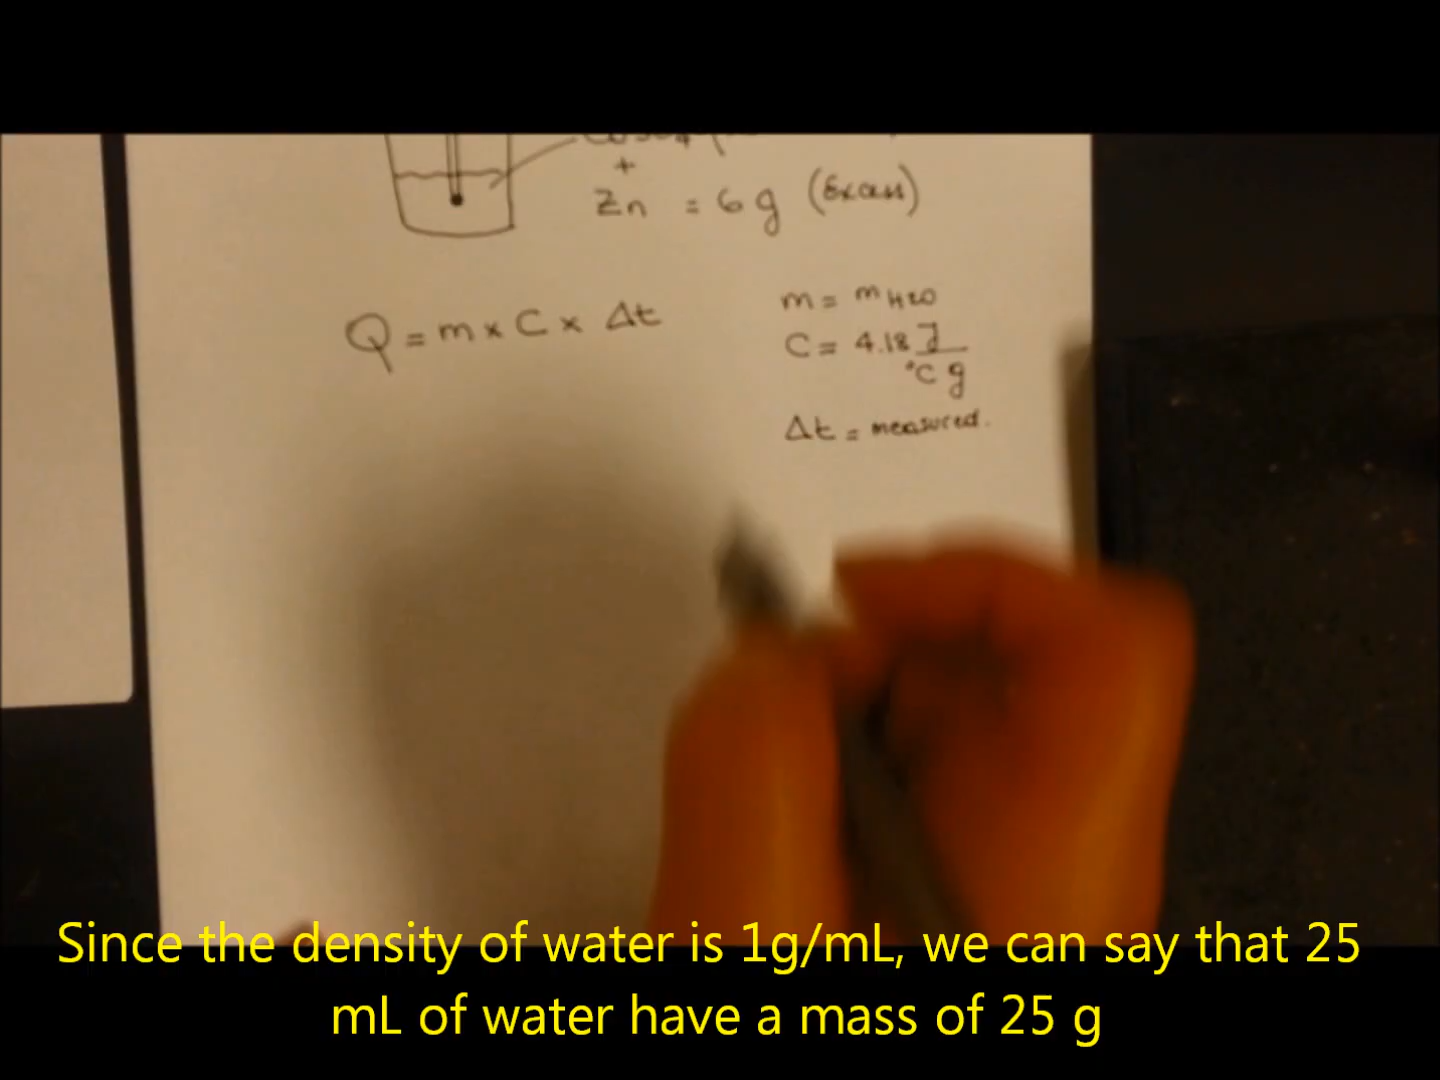 +
Zn = 6 g (Excess)
Q = m x C x Δt
m = mH2O
C = 4.18 J
°C g
Δt = measured.
Since the density of water is 1g/mL, we can say that 25
mL of water have a mass of 25 g